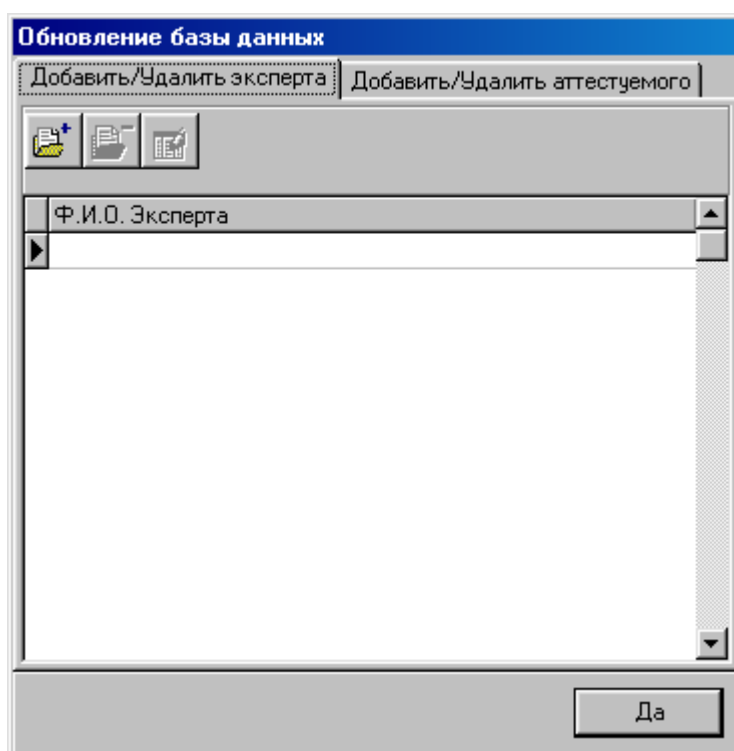 Обновление базы данных
Добавить/Удалить эксперта Добавить/Удалить аттестуемого
Ф.И.О. Эксперта
Да